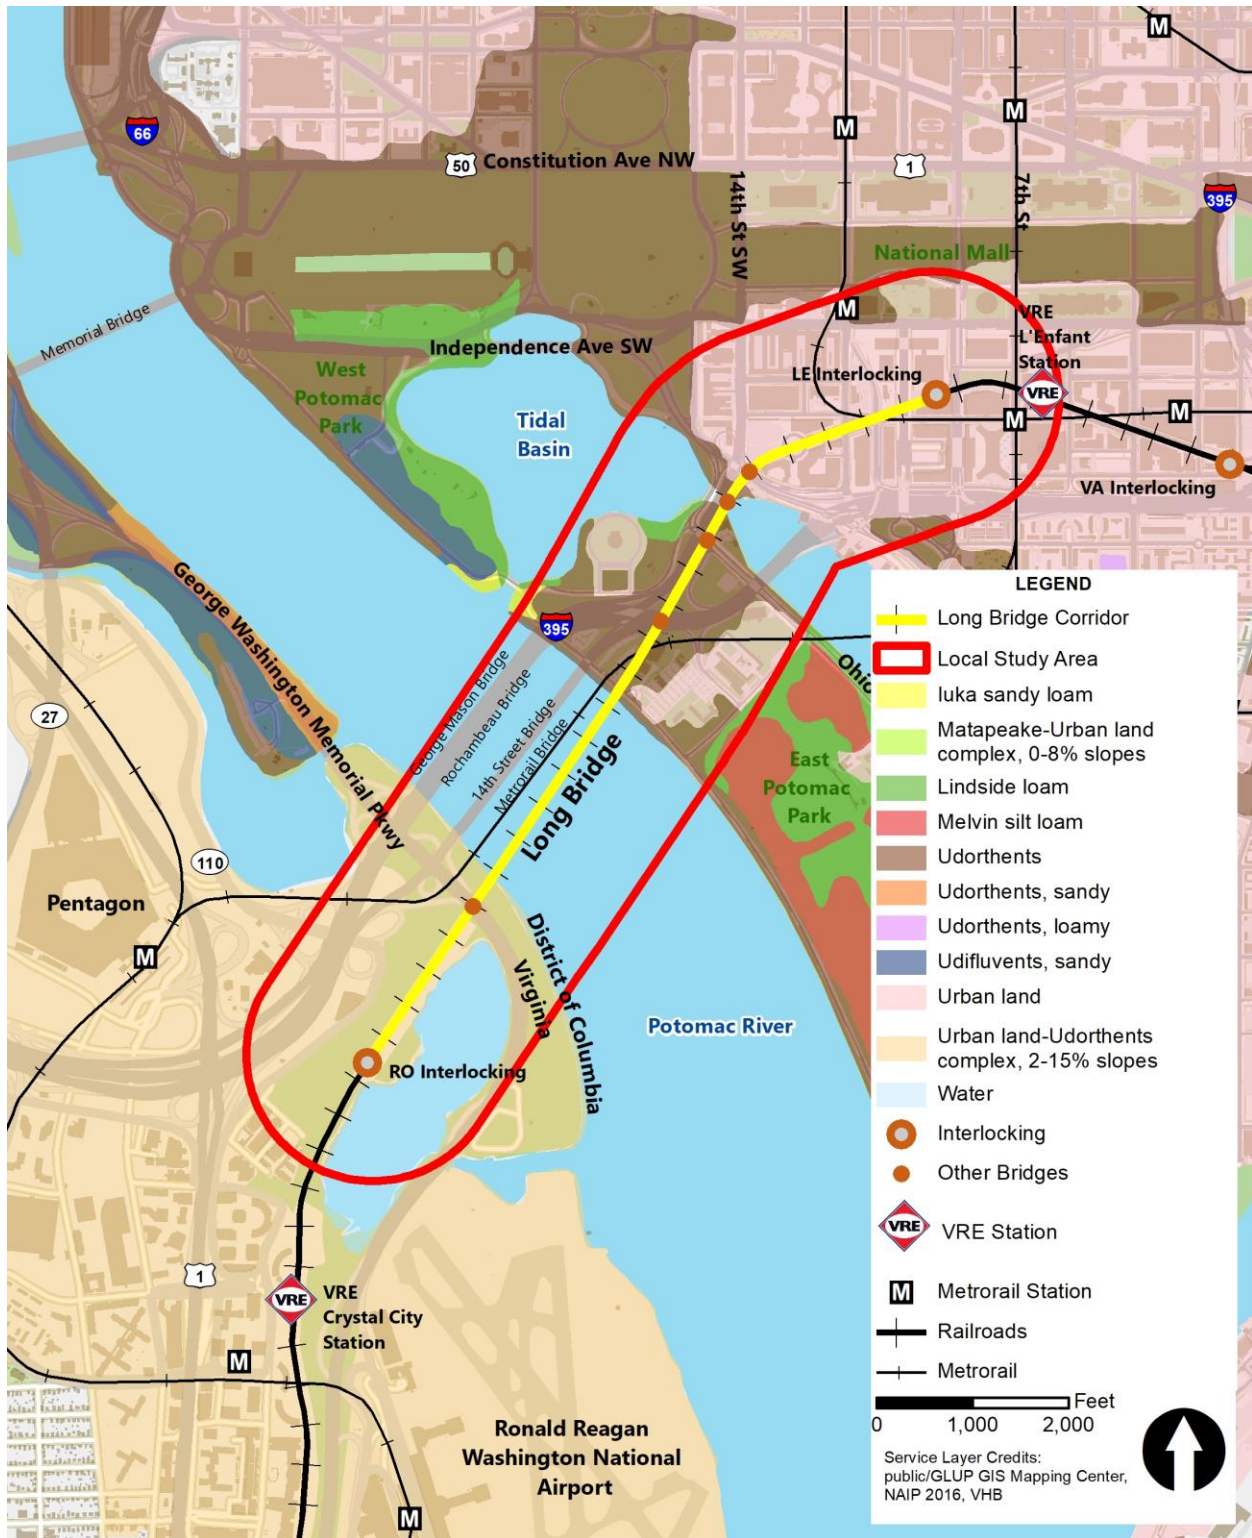 M
66
M
M
50
Constitution Ave NW
1
395
14th St SW
7th St
National Mall
M
Memorial Bridge
Independence Ave SW
VRE
L'Enfant
Station
LE Interlocking
West
Potomac
Park
VRE
M
M
Tidal
Basin
VA Interlocking
George Washington Memorial Pkwy
395
George Mason Bridge
Rochambeau Bridge
14th Street Bridge
Metrorail Bridge
Long Bridge
Ohio
27
East
Potomac
Park
110
Pentagon
M
District of Columbia
Virginia
Potomac River
RO Interlocking
1
VRE
VRE
Crystal City
Station
M
Ronald Reagan
Washington National
Airport
M
LEGEND
Long Bridge Corridor
Local Study Area
Iuka sandy loam
Matapeake-Urban land
complex, 0-8% slopes
Lindside loam
Melvin silt loam
Udorthents
Udorthents, sandy
Udorthents, loamy
Udifluvents, sandy
Urban land
Urban land-Udorthents
complex, 2-15% slopes
Water
Interlocking
Other Bridges
VRE VRE Station
M Metrorail Station
Railroads
Metrorail
Feet
0 1,000 2,000
Service Layer Credits:
public/GLUP GIS Mapping Center,
NAIP 2016, VHB